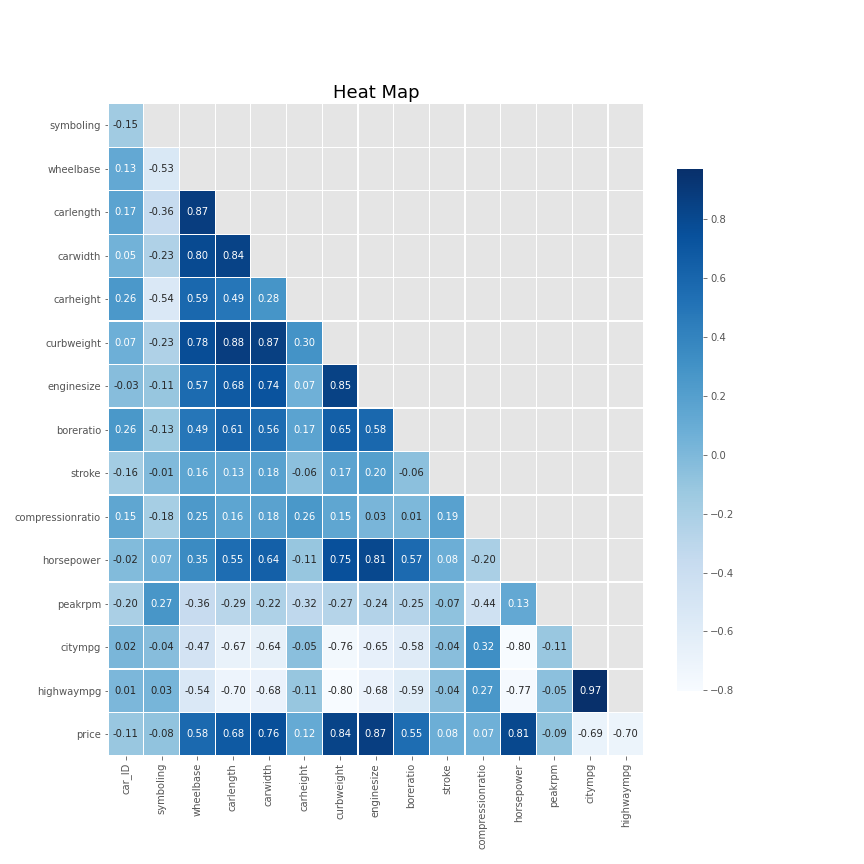 Heat Map
symboling -0.15
wheelbase 0.13 -0.53
carlength 0.17 -0.36 0.87
carwidth 0.05 -0.23 0.80 0.84
carheight 0.26 -0.54 0.59 0.49 0.28
curbweight 0.07 -0.23 0.78 0.88 0.87 0.30
enginesize -0.03 -0.11 0.57 0.68 0.74 0.07 0.85
boreratio 0.26 -0.13 0.49 0.61 0.56 0.17 0.65 0.58
stroke -0.16 -0.01 0.16 0.13 0.18 -0.06 0.17 0.20 -0.06
compressionratio 0.15 -0.18 0.25 0.16 0.18 0.26 0.15 0.03 0.01 0.19
horsepower -0.02 0.07 0.35 0.55 0.64 -0.11 0.75 0.81 0.57 0.08 -0.20
peakrpm -0.20 0.27 -0.36 -0.29 -0.22 -0.32 -0.27 -0.24 -0.25 -0.07 -0.44 0.13
citympg 0.02 -0.04 -0.47 -0.67 -0.64 -0.05 -0.76 -0.65 -0.58 -0.04 0.32 -0.80 -0.11
highwaympg 0.01 0.03 -0.54 -0.70 -0.68 -0.11 -0.80 -0.68 -0.59 -0.04 0.27 -0.77 -0.05 0.97
price -0.11 -0.08 0.58 0.68 0.76 0.12 0.84 0.87 0.55 0.08 0.07 0.81 -0.09 -0.69 -0.70
car_ID symboling wheelbase carlength carwidth carheight curbweight enginesize boreratio stroke compressionratio horsepower peakrpm citympg highwaympg
0.8
0.6
0.4
0.2
0.0
−0.2
−0.4
−0.6
−0.8